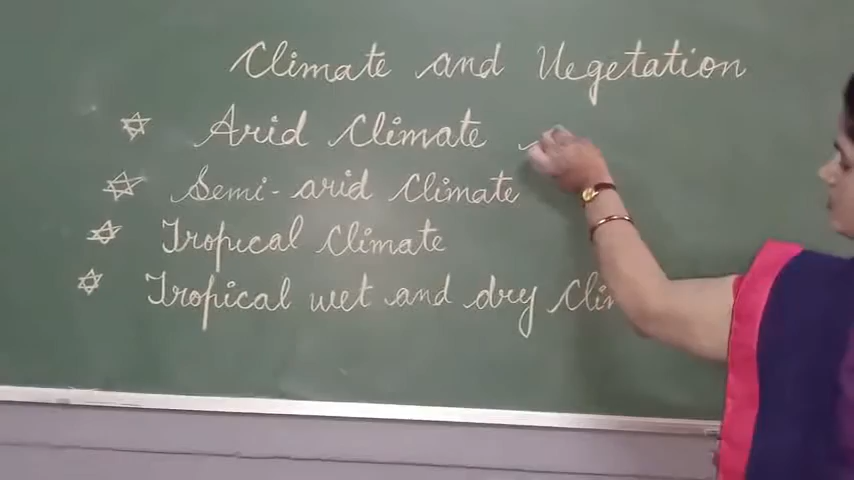 Climate and Vegetation
Arid Climate
Semi-arid Climate
Tropical Climate
Tropical wet and dry